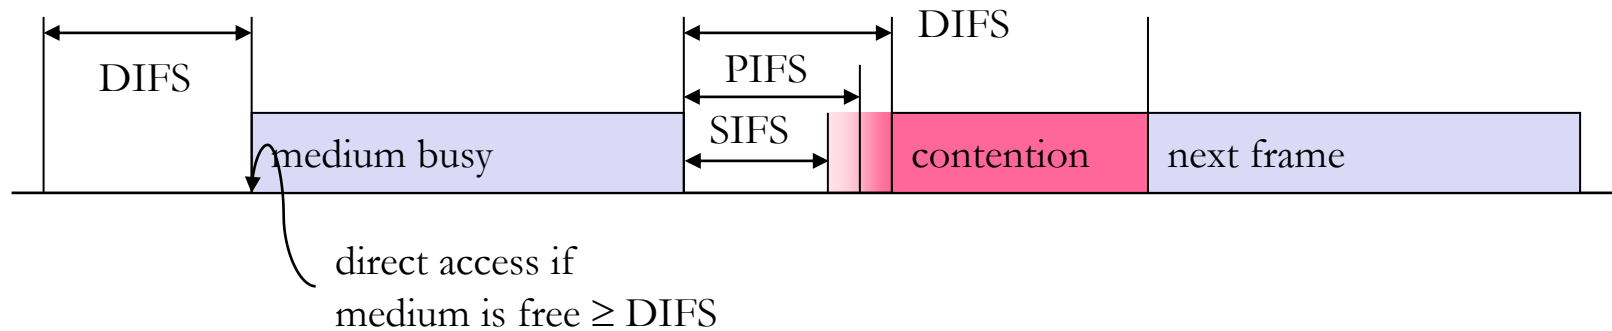 DIFS
DIFS
PIFS
SIFS
medium busy
contention
next frame
direct access if
medium is free ≥ DIFS